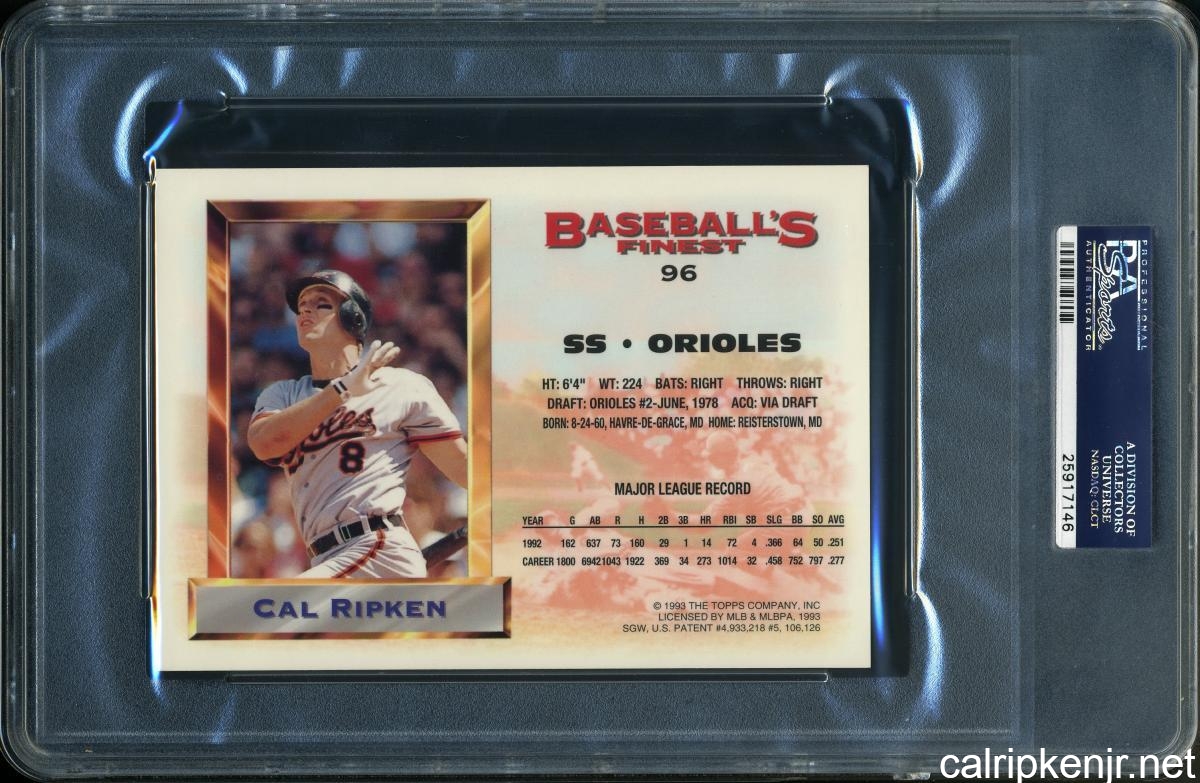 BASEBALL'S
FINEST
96
SS • ORIOLES
HT: 6'4" WT: 224 BATS: RIGHT THROWS: RIGHT
DRAFT: ORIOLES #2-JUNE, 1978 ACQ: VIA DRAFT
BORN: 8-24-60, HAVRE-DE-GRACE, MD HOME: REISTERSTOWN, MD
MAJOR LEAGUE RECORD
YEAR G AB R H 2B 3B HR RBI SB SLG BB SO AVG
1992 162 637 73 160 29 1 14 72 4 .366 64 50 .251
CAREER 1800 6942 1043 1922 369 34 273 1014 32 .458 752 797 .277
© 1993 THE TOPPS COMPANY, INC
LICENSED BY MLB & MLBPA, 1993
SGW, U.S. PATENT #4,933,218 #5, 106,126
Orioles
8
CAL RIPKEN
PROFESSIONAL
PSA
Sports
AUTHENTICATOR
A DIVISION OF
COLLECTORS
UNIVERSE
NASDAQ: CLCT
25917146
calripkenjr.net